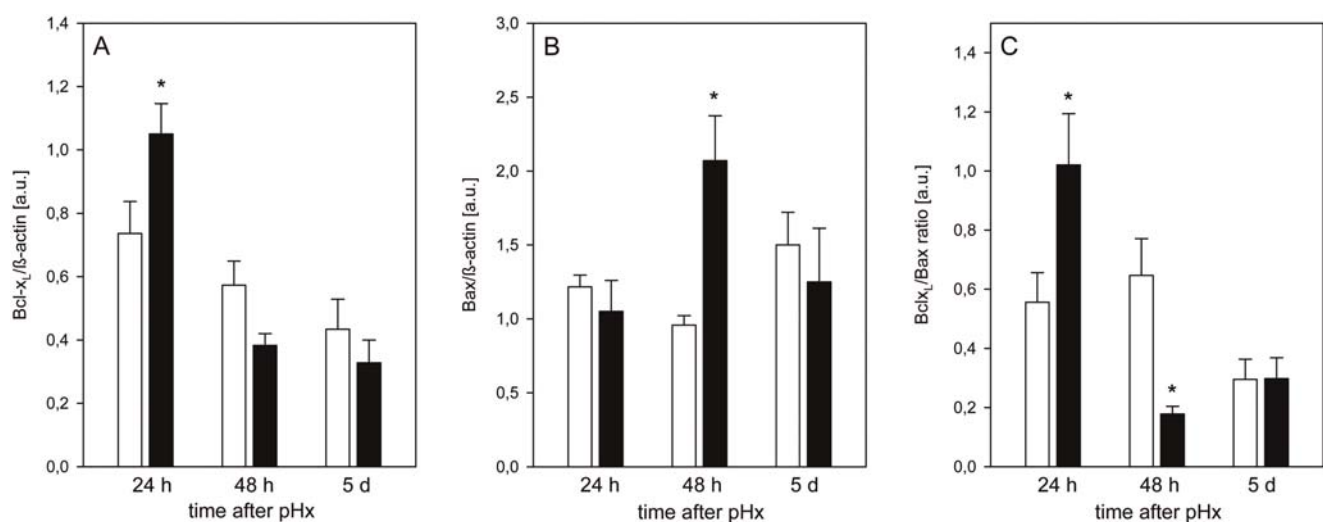 A
Bcl-xL/ß-actin [a.u.]
1,4
1,2
1,0
0,8
0,6
0,4
0,2
0,0
*
24 h 48 h 5 d
time after pHx
B
Bax/ß-actin [a.u.]
3,0
2,5
2,0
1,5
1,0
0,5
0,0
*
24 h 48 h 5 d
time after pHx
C
BclxL/Bax ratio [a.u.]
1,4
1,2
1,0
0,8
0,6
0,4
0,2
0,0
*
*
24 h 48 h 5 d
time after pHx